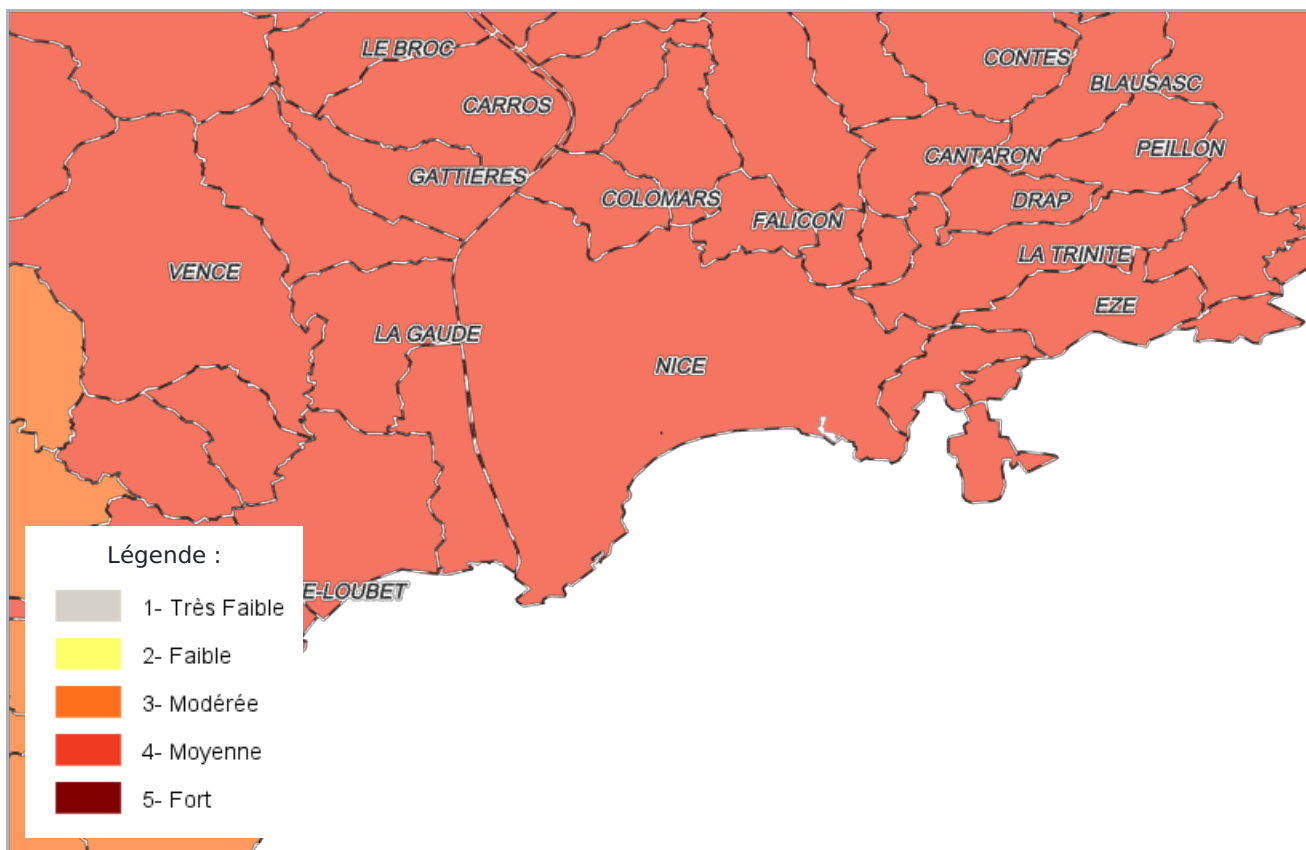 LE BROC
CONTES
BLAUSASC
CARROS
PEILLON
CANTARON
GATTIERES
COLOMARS
DRAP
FALICON
LA TRINITE
VENCE
EZE
LA GAUDE
NICE
Légende :
E-LOUBET
1- Très Faible
2- Faible
3- Modérée
4- Moyenne
5- Fort